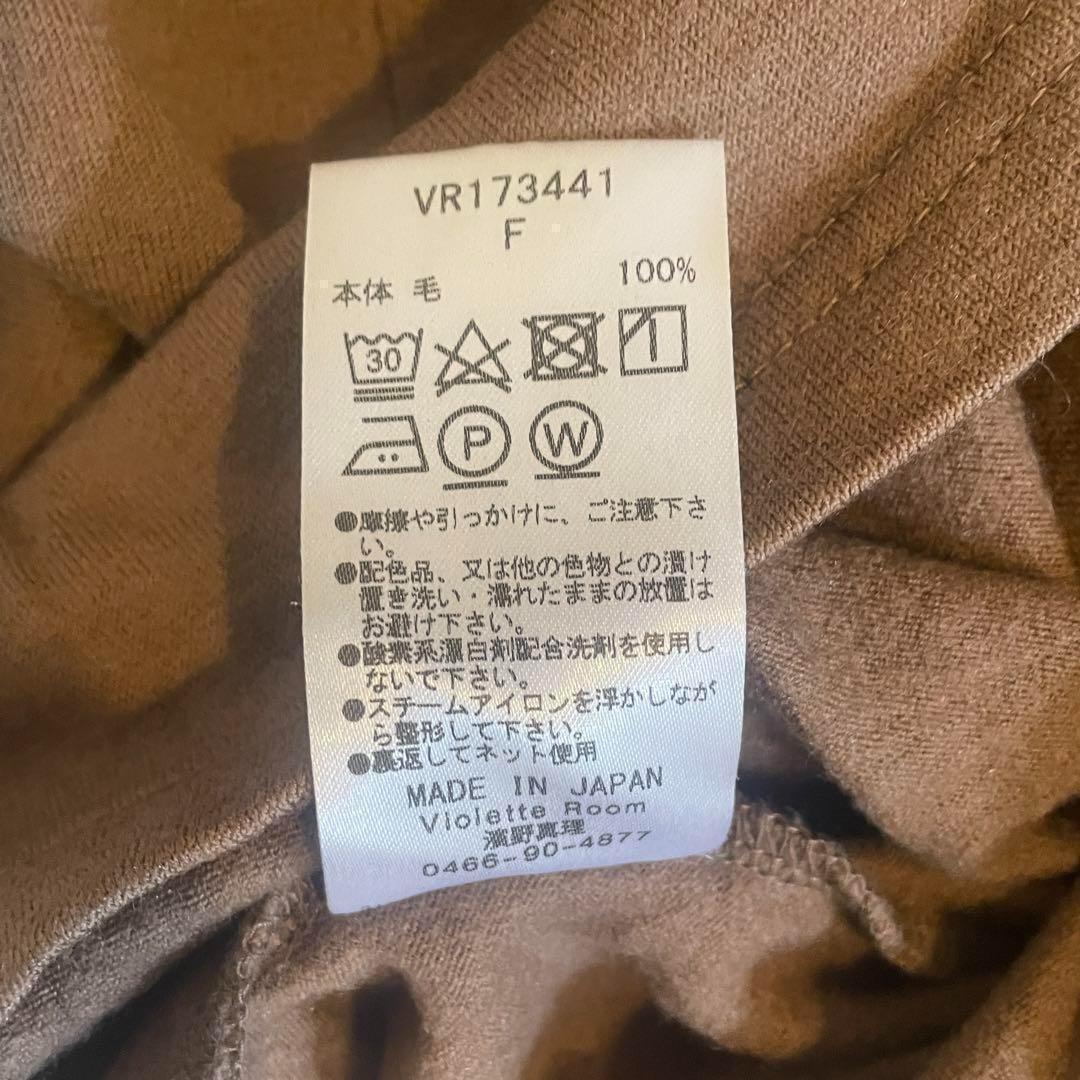 VR173441
F
本体 毛 100%
30
P W
●摩擦や引っかけに、ご注意下さ
い。
●配色品、又は他の色物との漬け
置き洗い・濡れたままの放置は
お避け下さい。
●酸素系漂白剤配合洗剤を使用し
ないで下さい。
●スチームアイロンを浮かしなが
ら整形して下さい。
●裏返してネット使用
MADE IN JAPAN
Violette Room
濱野真理
0466-90-4877